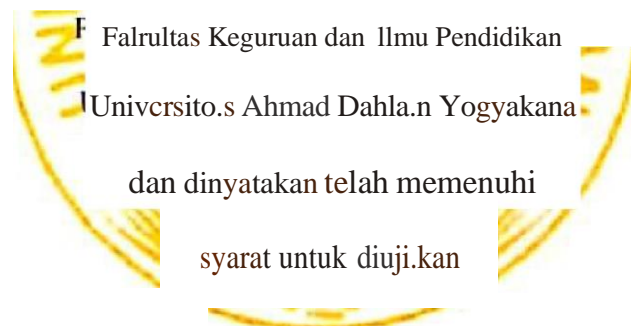 Falrultas Keguruan dan llmu Pendidikan
Univcrsito.s Ahmad Dahla.n Yogyakana
dan dinyatakan telah memenuhi
syarat untuk diuji.kan